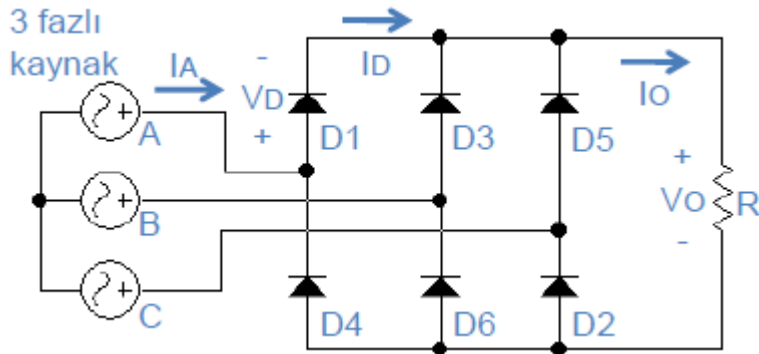 3 fazlı
kaynak
IA
-
VD
+
ID
IO
A
D1
D3
D5
B
+
VO
-
R
C
D4
D6
D2
+
+
+